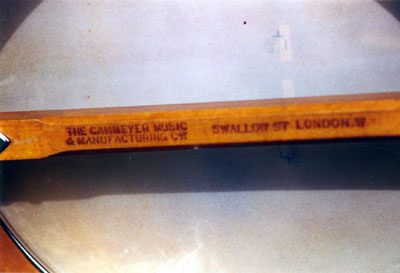 THE CAMMEYER MUSIC
& MANUFACTURING Cº.
SWALLOW ST LONDON. W